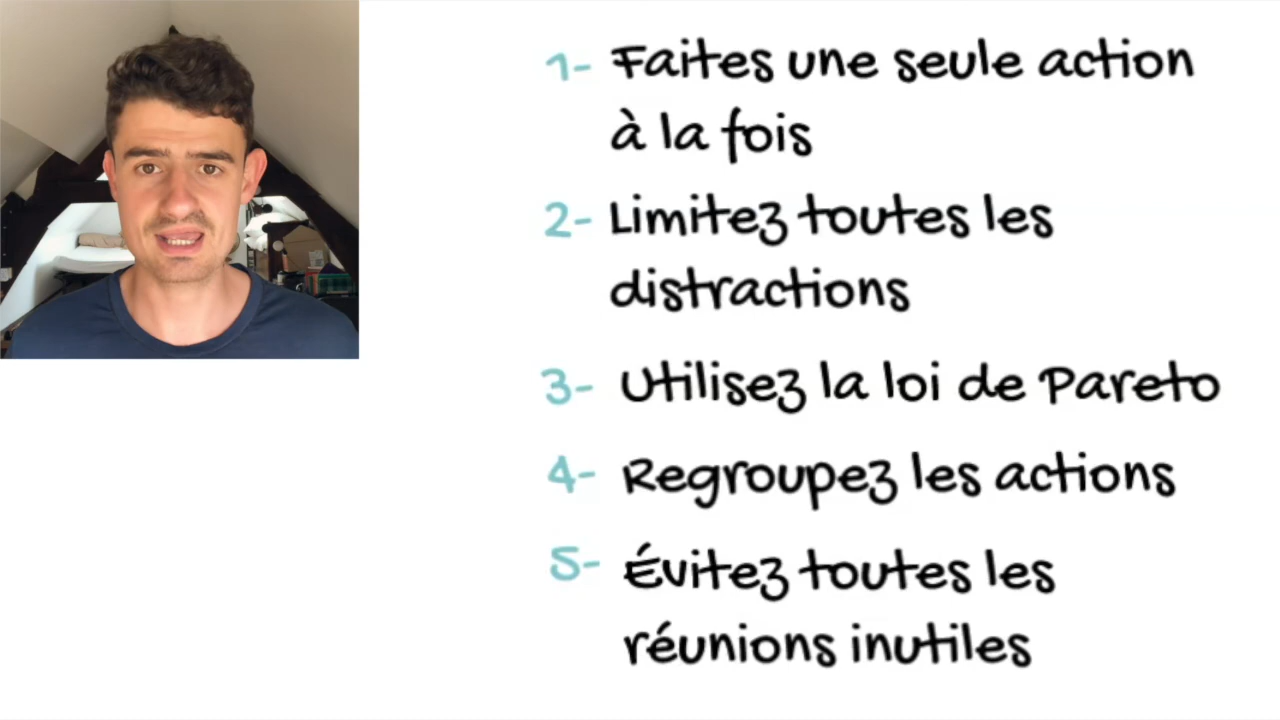 1- Faites une seule action
à la fois
2- Limitez toutes les
distractions
3- Utilisez la loi de Pareto
4- Regroupez les actions
5- Évitez toutes les
réunions inutiles